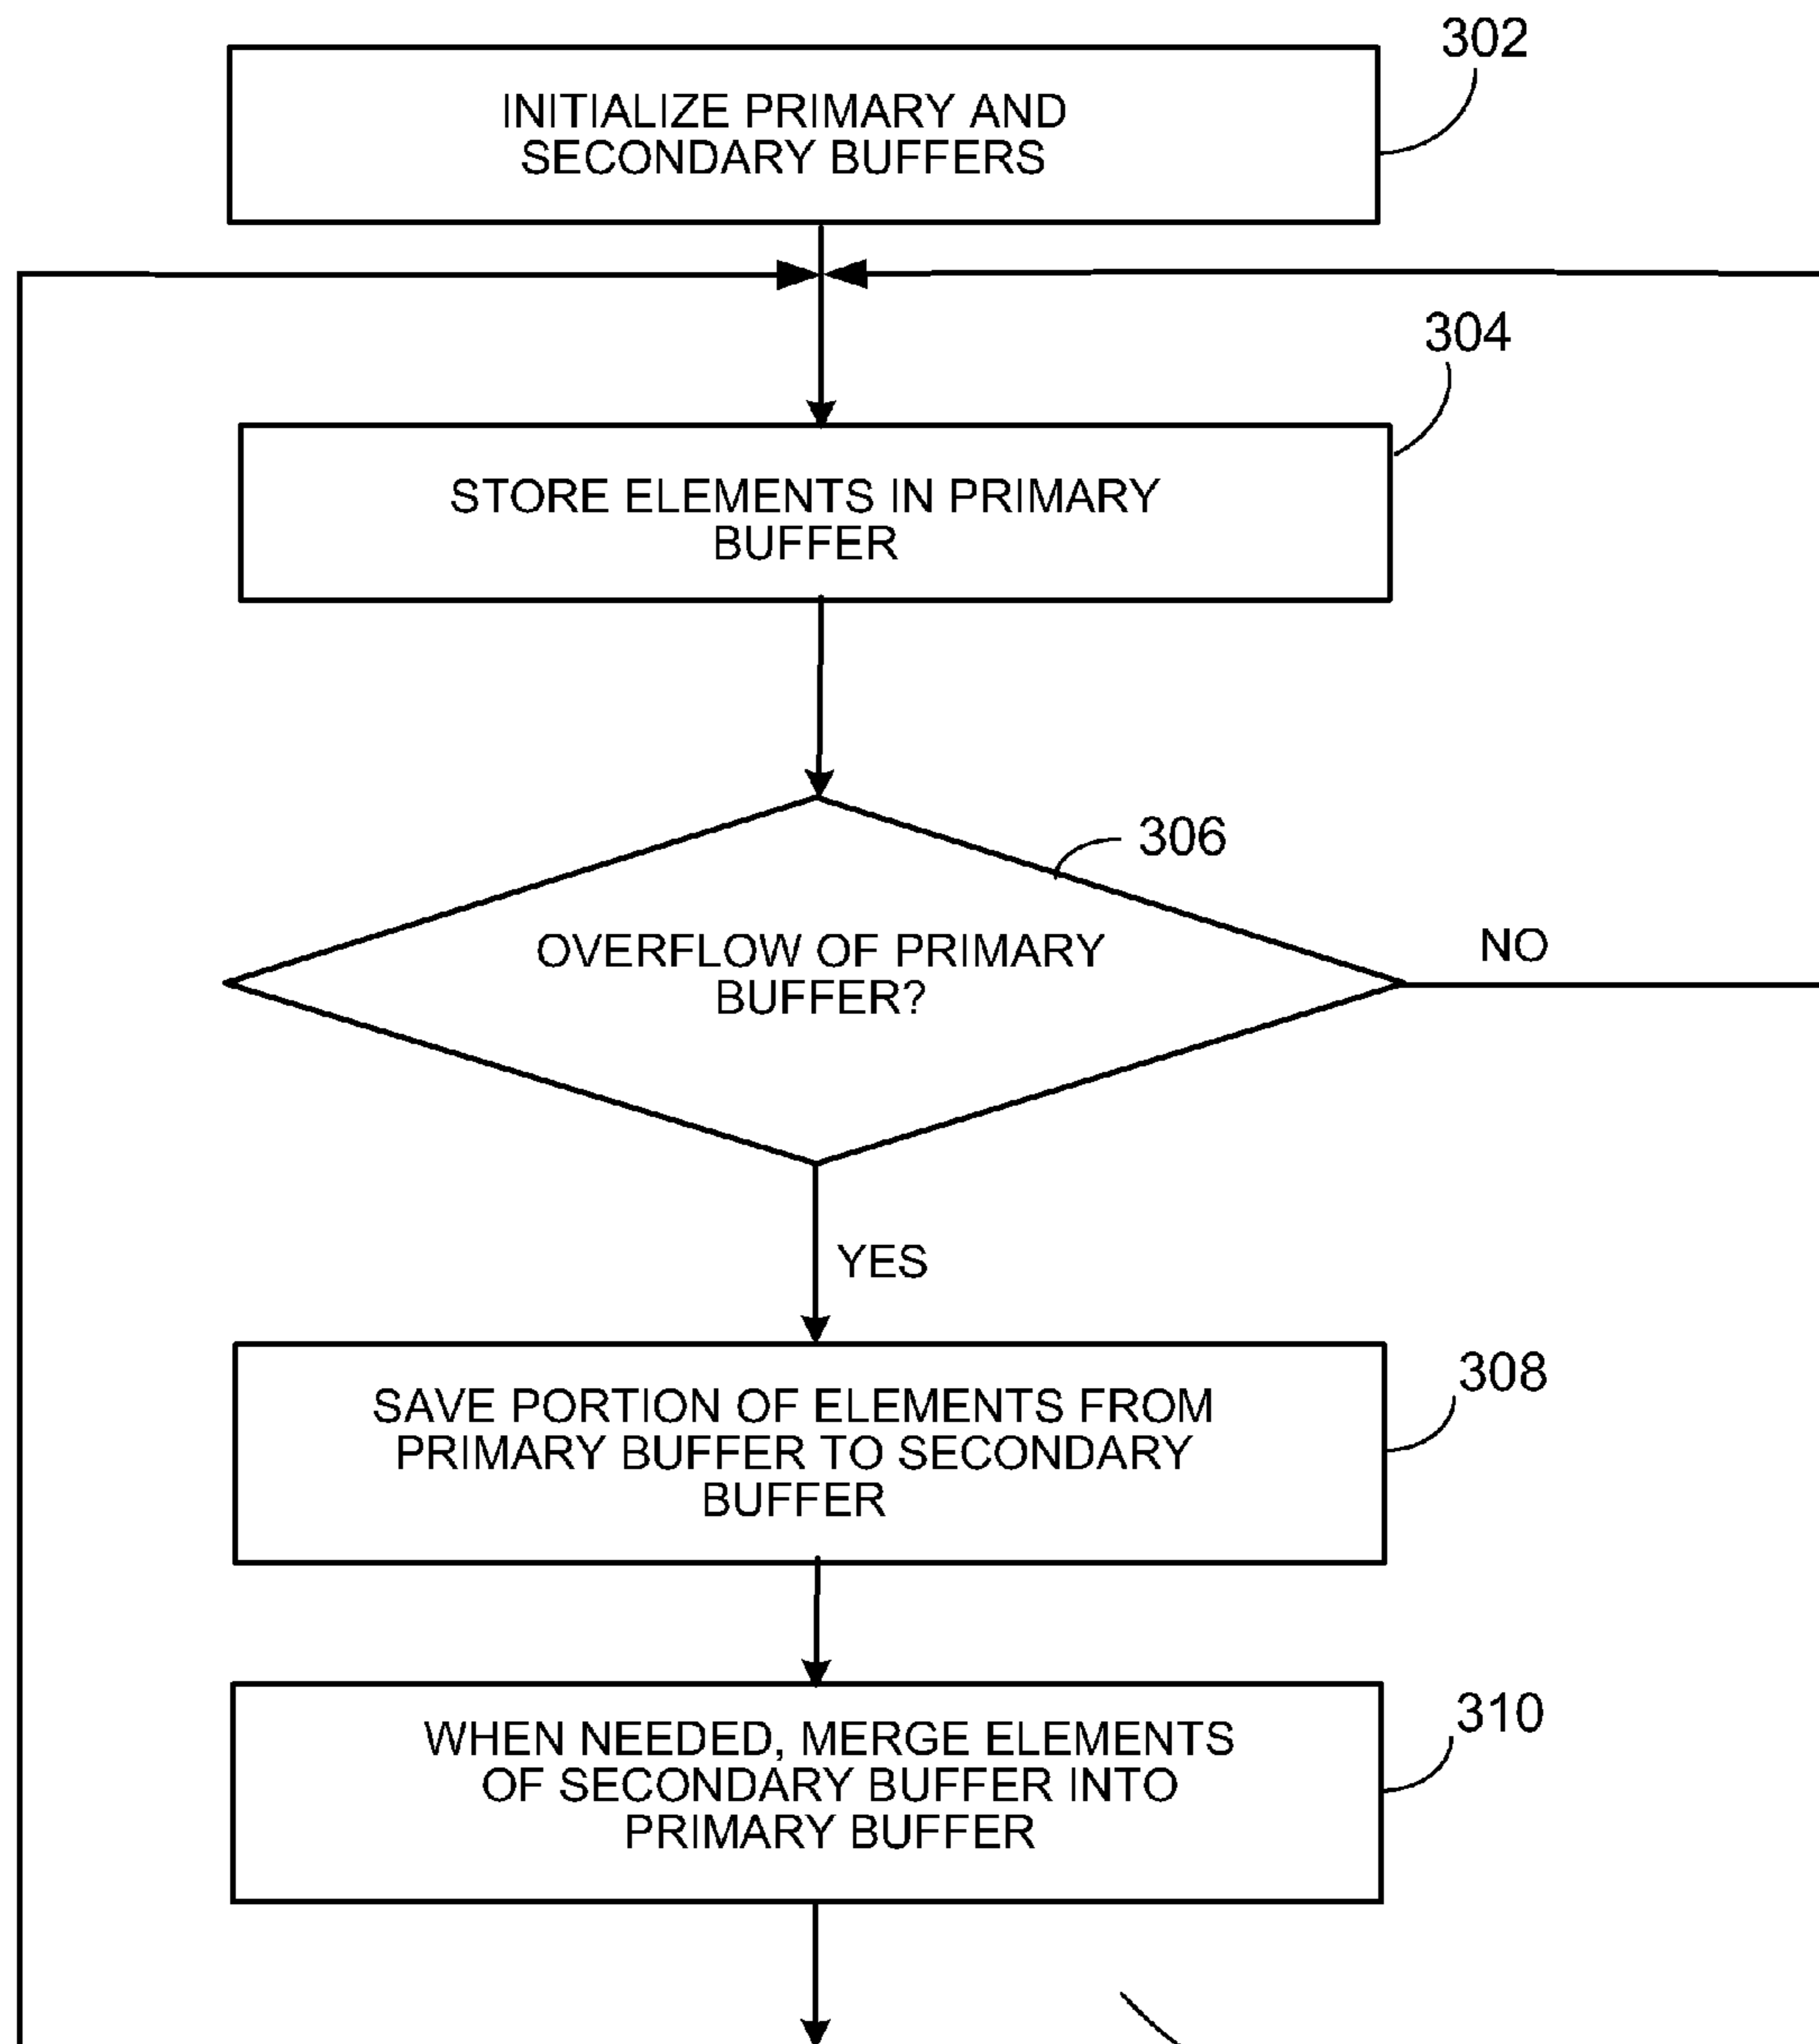 302
INITIALIZE PRIMARY AND
SECONDARY BUFFERS
304
STORE ELEMENTS IN PRIMARY
BUFFER
306
OVERFLOW OF PRIMARY
BUFFER?
NO
YES
308
SAVE PORTION OF ELEMENTS FROM
PRIMARY BUFFER TO SECONDARY
BUFFER
310
WHEN NEEDED, MERGE ELEMENTS
OF SECONDARY BUFFER INTO
PRIMARY BUFFER